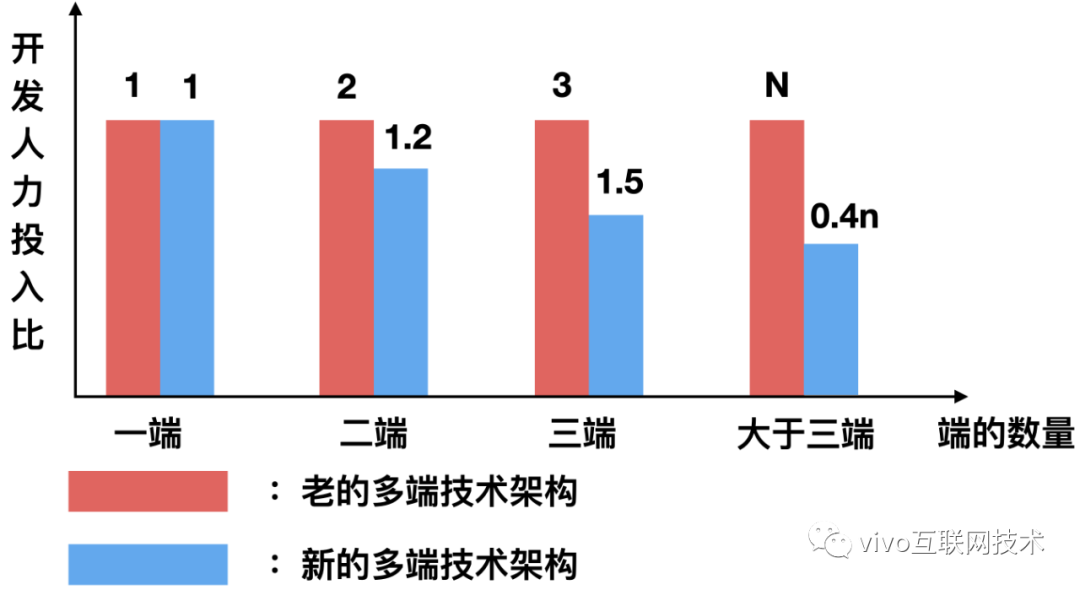 开发人力投入比
1 1
2
1.2
3
1.5
N
0.4n
一端 二端 三端 大于三端 端的数量
：老的多端技术架构
：新的多端技术架构
vivo互联网技术